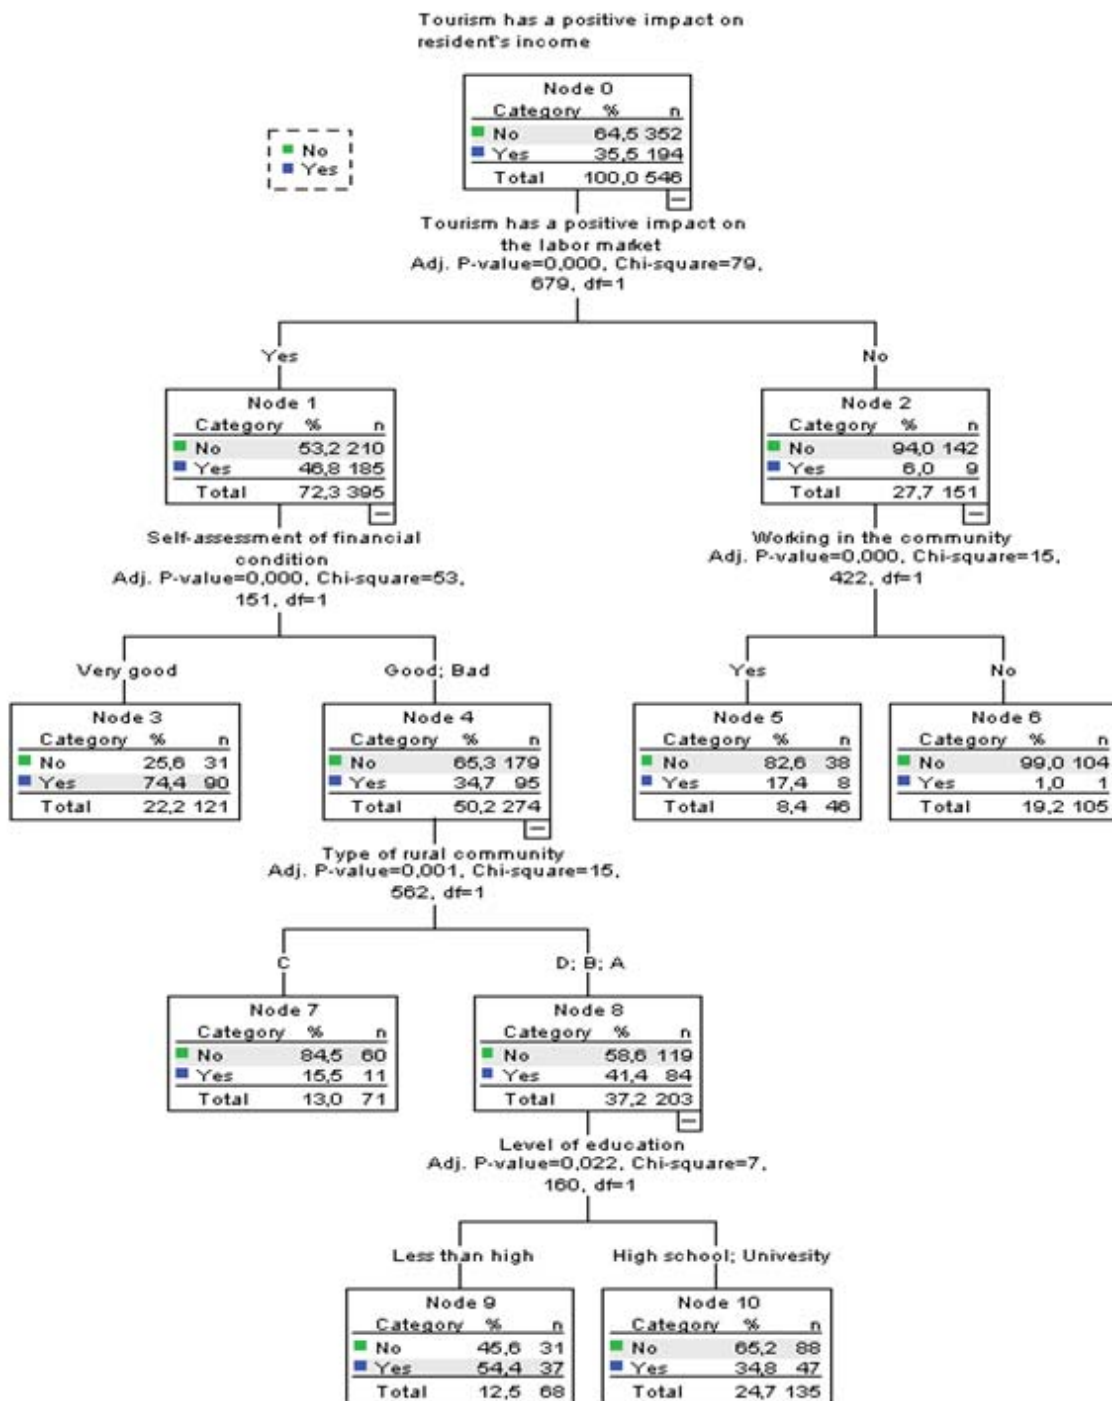 Tourism has a positive impact on
resident's income
No
Yes
Node 0
Category % n
No 64,5 352
Yes 35,5 194
Total 100,0 546
Tourism has a positive impact on
the labor market
Adj. P-value=0,000, Chi-square=79,
679, df=1
Yes
No
Node 1
Category % n
No 53,2 210
Yes 46,8 185
Total 72,3 395
Node 2
Category % n
No 94,0 142
Yes 6,0 9
Total 27,7 151
Self-assessment of financial
condition
Adj. P-value=0,000, Chi-square=53,
151, df=1
Working in the community
Adj. P-value=0,000, Chi-square=15,
422, df=1
Very good
Good; Bad
Yes
No
Node 3
Category % n
No 25,6 31
Yes 74,4 90
Total 22,2 121
Node 4
Category % n
No 65,3 179
Yes 34,7 95
Total 50,2 274
Node 5
Category % n
No 82,6 38
Yes 17,4 8
Total 8,4 46
Node 6
Category % n
No 99,0 104
Yes 1,0 1
Total 19,2 105
Type of rural community
Adj. P-value=0,001, Chi-square=15,
562, df=1
C
D; B; A
Node 7
Category % n
No 84,5 60
Yes 15,5 11
Total 13,0 71
Node 8
Category % n
No 58,6 119
Yes 41,4 84
Total 37,2 203
Level of education
Adj. P-value=0,022, Chi-square=7,
160, df=1
Less than high
High school; Univesity
Node 9
Category % n
No 45,6 31
Yes 54,4 37
Total 12,5 68
Node 10
Category % n
No 65,2 88
Yes 34,8 47
Total 24,7 135